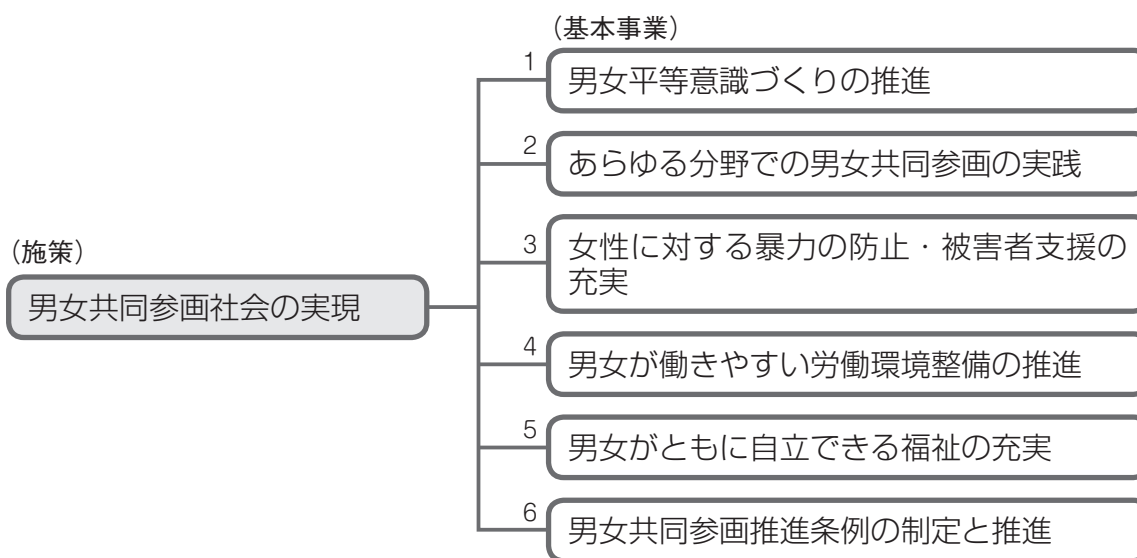 （基本事業）
1
男女平等意識づくりの推進
2
あらゆる分野での男女共同参画の実践
3
女性に対する暴力の防止・被害者支援の
充実
（施策）
男女共同参画社会の実現
4
男女が働きやすい労働環境整備の推進
5
男女がともに自立できる福祉の充実
6
男女共同参画推進条例の制定と推進